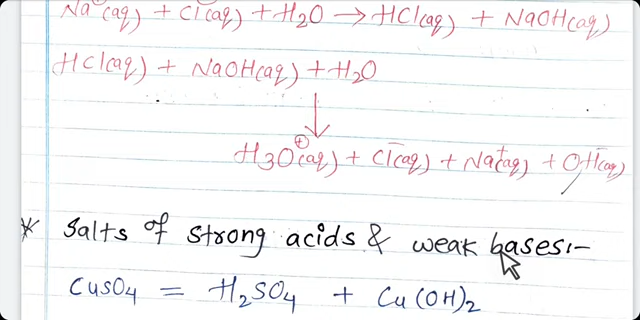 Na⁺(aq) + Cl⁻(aq) + H₂O → HCl(aq) + NaOH(aq)
HCl(aq) + NaOH(aq) + H₂O
↓
H₃O⁺(aq) + Cl⁻(aq) + Na⁺(aq) + OH⁻(aq)
* Salts of strong acids & weak bases:-
CuSO₄ = H₂SO₄ + Cu(OH)₂